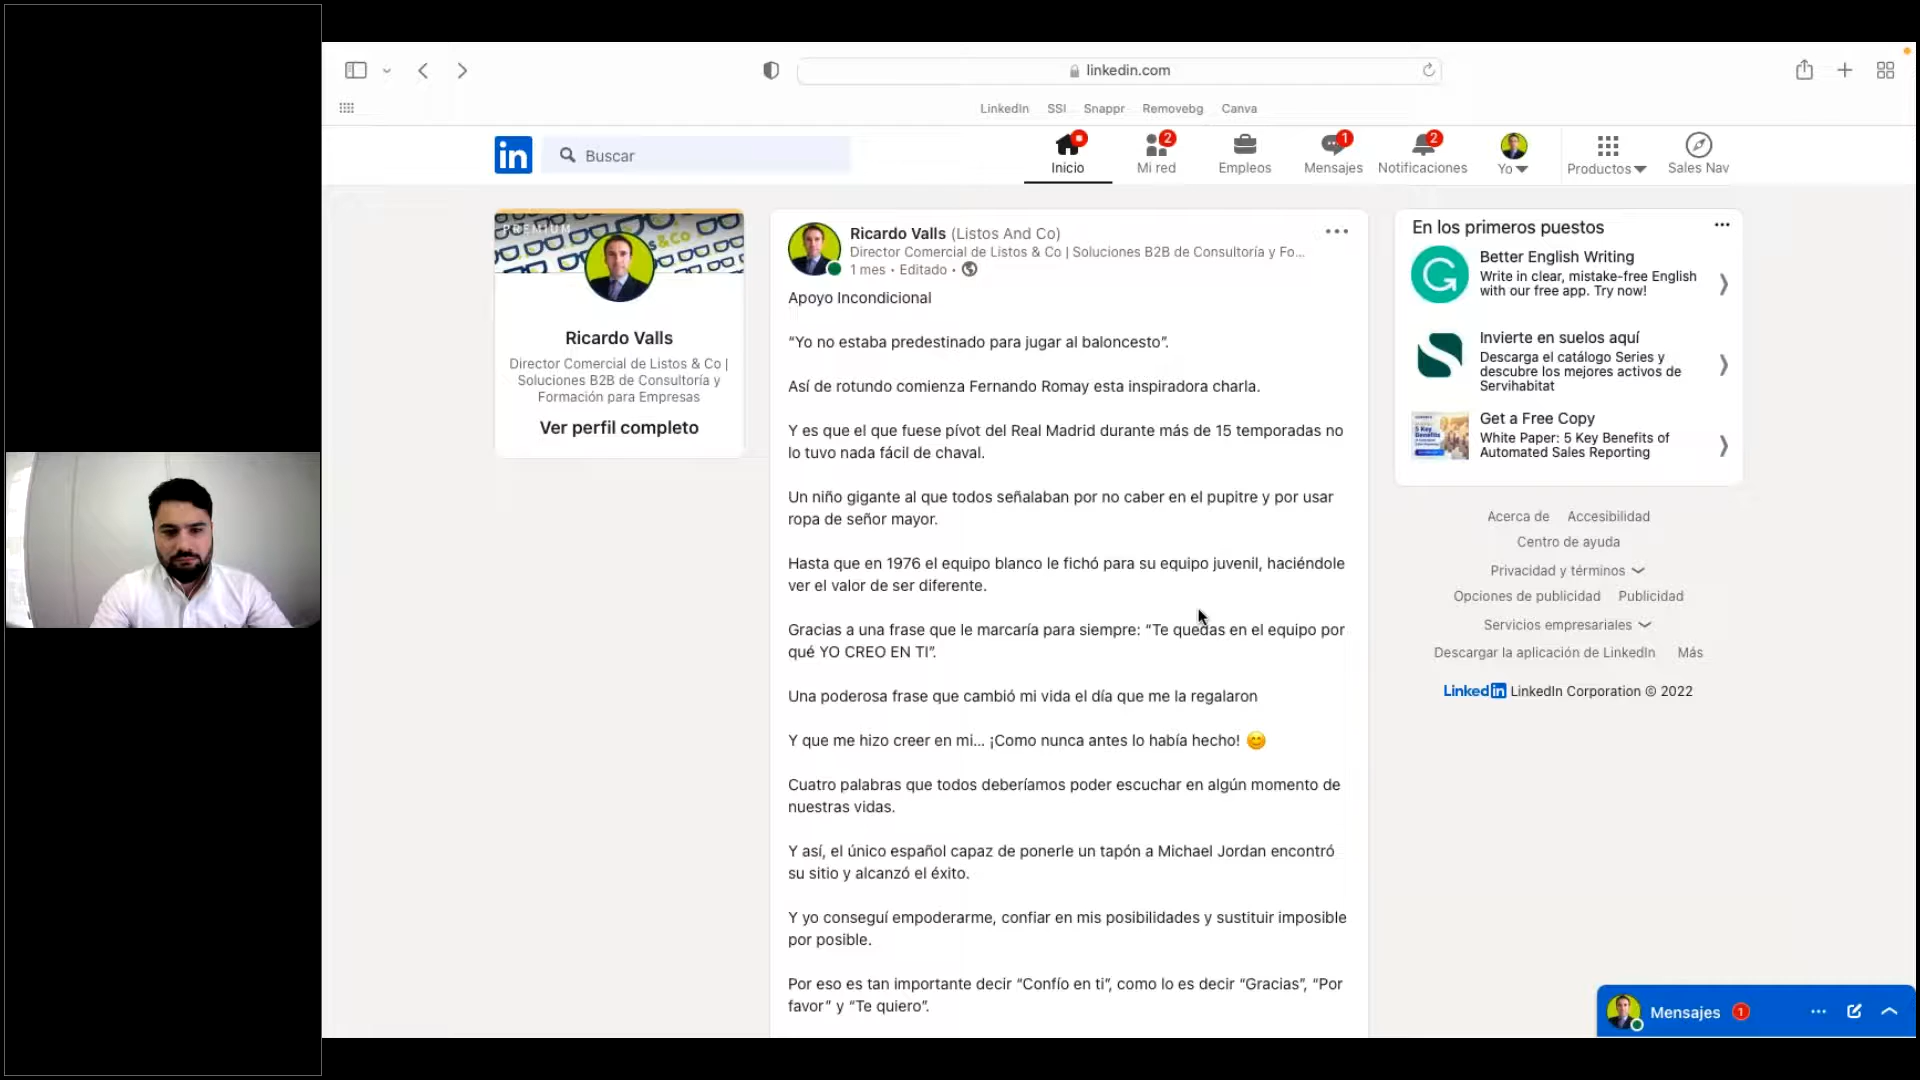 linkedin.com
LinkedIn SSI Snappr Removebg Canva
in
Buscar
Inicio
2
Mi red
Empleos
1
Mensajes
2
Notificaciones
Yo
Productos
Sales Nav
PREMIUM
&Co
Ricardo Valls
Director Comercial de Listos & Co |
Soluciones B2B de Consultoría y
Formación para Empresas
Ver perfil completo
Ricardo Valls (Listos And Co)
Director Comercial de Listos & Co | Soluciones B2B de Consultoría y Fo...
1 mes • Editado •
Apoyo Incondicional
“Yo no estaba predestinado para jugar al baloncesto”.
Así de rotundo comienza Fernando Romay esta inspiradora charla.
Y es que el que fuese pívot del Real Madrid durante más de 15 temporadas no
lo tuvo nada fácil de chaval.
Un niño gigante al que todos señalaban por no caber en el pupitre y por usar
ropa de señor mayor.
Hasta que en 1976 el equipo blanco le fichó para su equipo juvenil, haciéndole
ver el valor de ser diferente.
Gracias a una frase que le marcaría para siempre: “Te quedas en el equipo por
qué YO CREO EN TI”.
Una poderosa frase que cambió mi vida el día que me la regalaron
Y que me hizo creer en mi... ¡Como nunca antes lo había hecho! 😊
Cuatro palabras que todos deberíamos poder escuchar en algún momento de
nuestras vidas.
Y así, el único español capaz de ponerle un tapón a Michael Jordan encontró
su sitio y alcanzó el éxito.
Y yo conseguí empoderarme, confiar en mis posibilidades y sustituir imposible
por posible.
Por eso es tan importante decir “Confío en ti”, como lo es decir “Gracias”, “Por
favor” y “Te quiero”.
En los primeros puestos
Better English Writing
Write in clear, mistake-free English
with our free app. Try now!
Invierte en suelos aquí
Descarga el catálogo Series y
descubre los mejores activos de
Servihabitat
5 Key
Benefits
Get a Free Copy
White Paper: 5 Key Benefits of
Automated Sales Reporting
Acerca de Accesibilidad
Centro de ayuda
Privacidad y términos
Opciones de publicidad Publicidad
Servicios empresariales
Descargar la aplicación de LinkedIn Más
LinkedIn LinkedIn Corporation © 2022
Mensajes 1